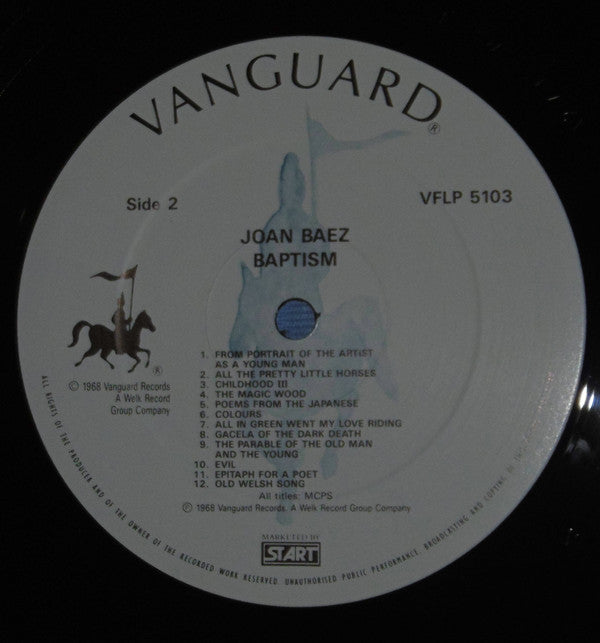 VANGUARD®
Side 2
VFLP 5103
JOAN BAEZ
BAPTISM
®
© 1968 Vanguard Records
A Welk Record
Group Company
1. FROM PORTRAIT OF THE ARTIST
AS A YOUNG MAN
2. ALL THE PRETTY LITTLE HORSES
3. CHILDHOOD III
4. THE MAGIC WOOD
5. POEMS FROM THE JAPANESE
6. COLOURS
7. ALL IN GREEN WENT MY LOVE RIDING
8. GACELA OF THE DARK DEATH
9. THE PARABLE OF THE OLD MAN
AND THE YOUNG
10. EVIL
11. EPITAPH FOR A POET
12. OLD WELSH SONG
All titles: MCPS
℗ 1968 Vanguard Records. A Welk Record Group Company
MARKETED BY
START
ALL RIGHTS OF THE PRODUCER AND OF THE OWNER OF THE RECORDED WORK RESERVED. UNAUTHORISED PUBLIC PERFORMANCE, BROADCASTING AND COPYING OF